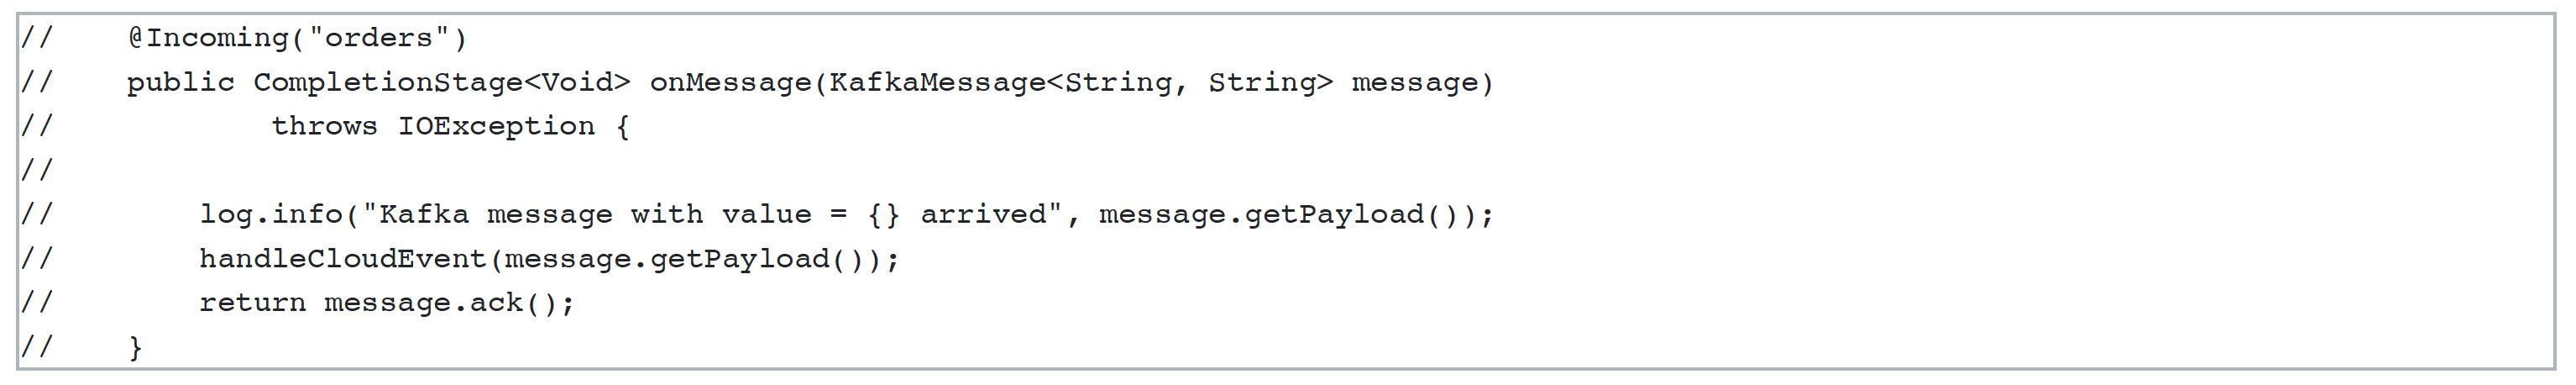 //    @Incoming("orders")
//    public CompletionStage<Void> onMessage(KafkaMessage<String, String> message)
//            throws IOException {
//
//        log.info("Kafka message with value = {} arrived", message.getPayload());
//        handleCloudEvent(message.getPayload());
//        return message.ack();
//    }